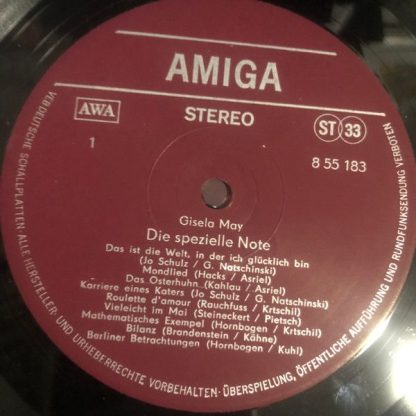 AMIGA
AWA
STEREO
ST 33
1
8 55 183
Gisela May
Die spezielle Note
Das ist die Welt, in der ich glücklich bin
(Jo Schulz / G. Natschinski)
Mondlied (Hacks / Asriel)
Das Osterhuhn (Kahlau / Asriel)
Karriere eines Katers (Jo Schulz / G. Natschinski)
Roulette d'amour (Rauchfuss / Krtschil)
Vielleicht im Mai (Steineckert / Pietsch)
Mathematisches Exempel (Hornbogen / Krtschil)
Bilanz (Brandenstein / Kähne)
Berliner Betrachtungen (Hornbogen / Kuhl)
VEB DEUTSCHE SCHALLPLATTEN ALLE HERSTELLER- UND URHEBERRECHTE VORBEHALTEN · ÜBERSPIELUNG, ÖFFENTLICHE AUFFÜHRUNG UND RUNDFUNKSENDUNG VERBOTEN